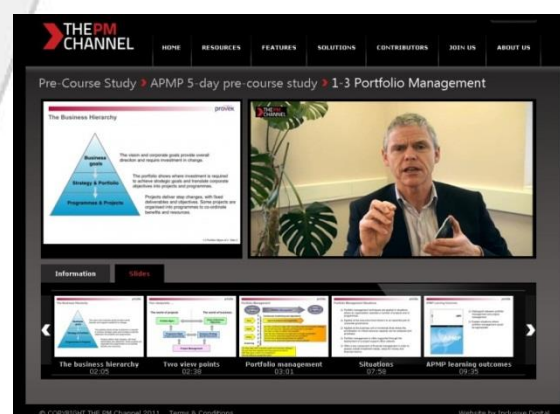 THEPM
CHANNEL
HOME
RESOURCES
FEATURES
SOLUTIONS
CONTRIBUTORS
JOIN US
ABOUT US
Pre-Course Study > APMP 5-day pre-course study > 1-3 Portfolio Management
provek
The Business Hierarchy
Business
goals
The vision and corporate goals provide overall
direction and require investment in change.
Strategy & Portfolio
The portfolio shows where investment is required
to achieve strategic goals and translate corporate
objectives into projects and programmes.
Programmes & Projects
Projects deliver step changes, with fixed
deliverables and objectives. Some projects are
organised into programmes to co-ordinate
benefits and resources.
THEPM
CHANNEL
Information
Slides
The business hierarchy
02:05
Two view points
02:38
Portfolio management
03:01
Situations
07:58
APMP learning outcomes
09:35
© COPYRIGHT THE PM Channel 2011
Terms & Conditions
Website by Inclusive Digital